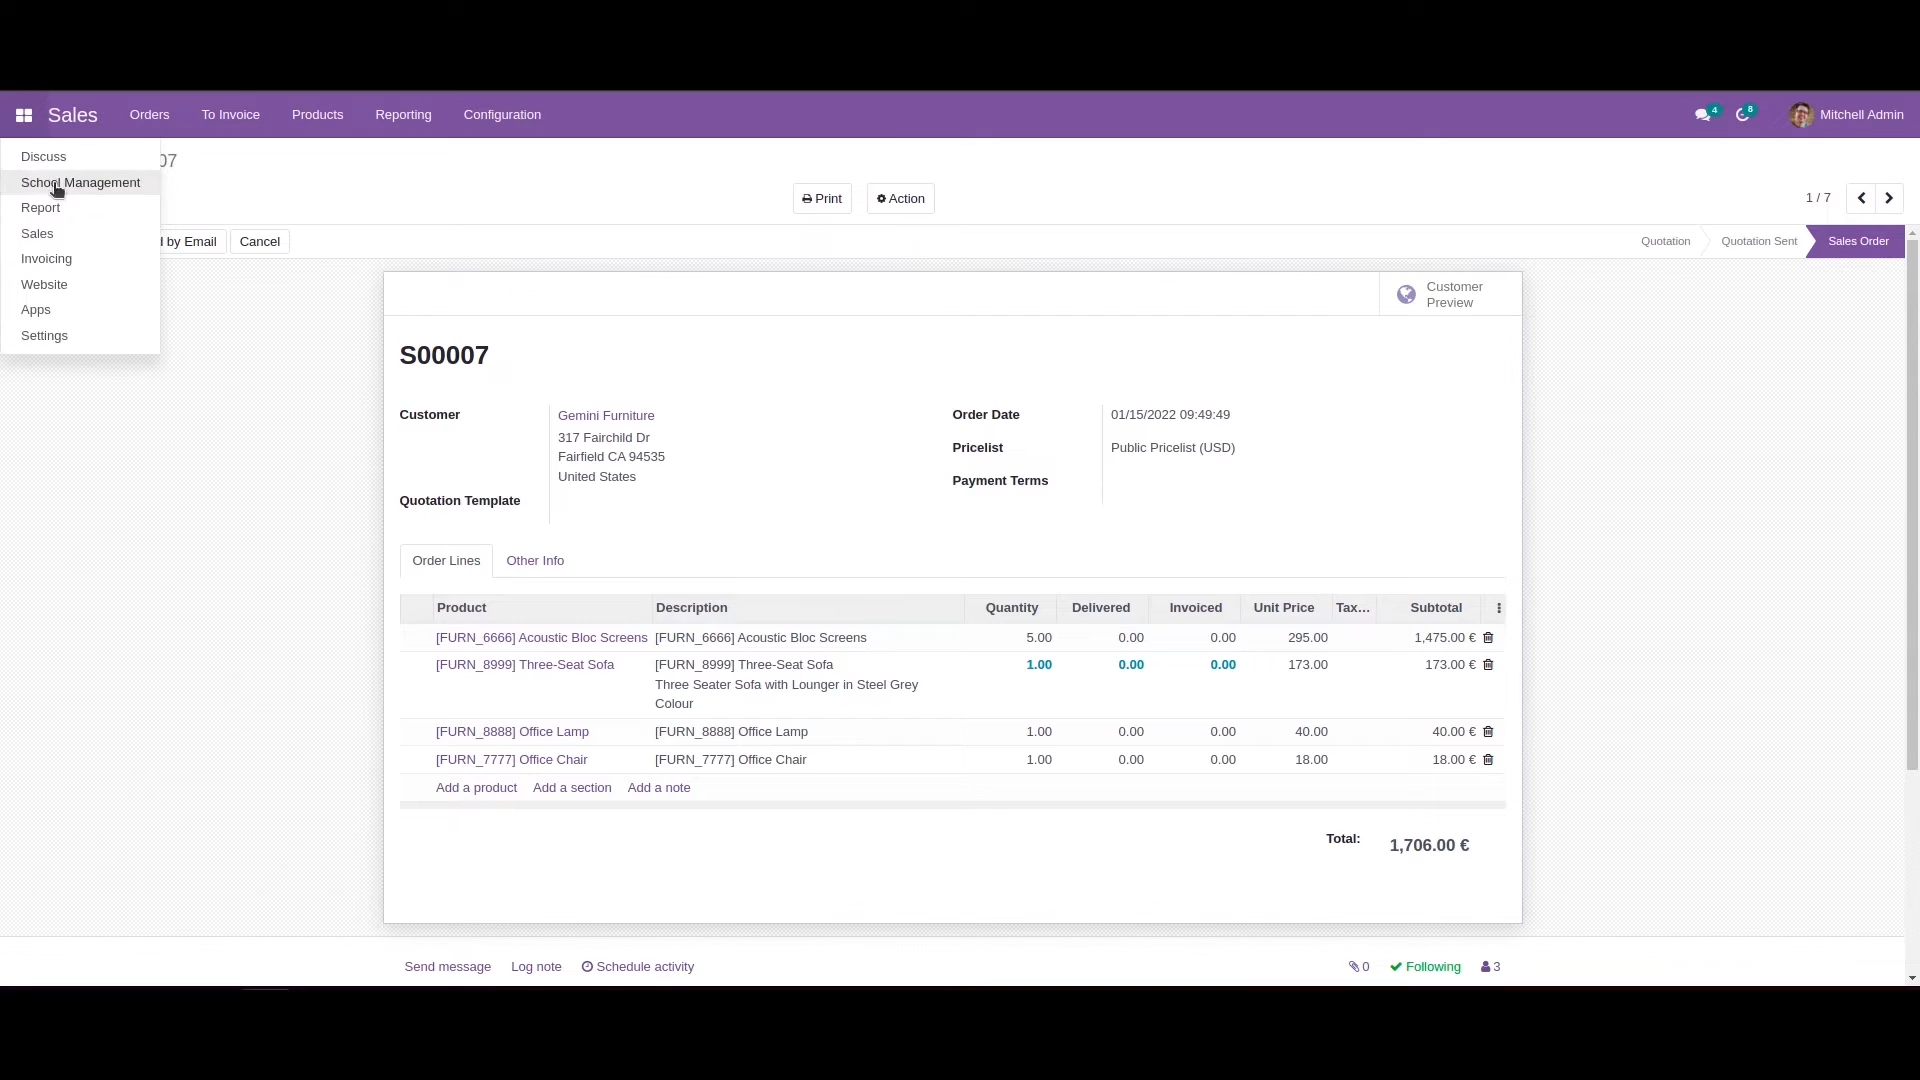 Sales Orders To Invoice Products Reporting Configuration 4 8 Mitchell Admin
Discuss
07
School Management
Report
Sales
Invoicing
Website
Apps
Settings
Print Action 1 / 7
by Email Cancel Quotation Quotation Sent Sales Order
Customer
Preview
S00007
Customer Gemini Furniture
317 Fairchild Dr
Fairfield CA 94535
United States
Quotation Template
Order Date 01/15/2022 09:49:49
Pricelist Public Pricelist (USD)
Payment Terms
Order Lines Other Info
Product Description Quantity Delivered Invoiced Unit Price Tax... Subtotal
[FURN_6666] Acoustic Bloc Screens [FURN_6666] Acoustic Bloc Screens 5.00 0.00 0.00 295.00 1,475.00 €
[FURN_8999] Three-Seat Sofa [FURN_8999] Three-Seat Sofa 1.00 0.00 0.00 173.00 173.00 €
Three Seater Sofa with Lounger in Steel Grey
Colour
[FURN_8888] Office Lamp [FURN_8888] Office Lamp 1.00 0.00 0.00 40.00 40.00 €
[FURN_7777] Office Chair [FURN_7777] Office Chair 1.00 0.00 0.00 18.00 18.00 €
Add a product Add a section Add a note
Total: 1,706.00 €
Send message Log note Schedule activity 0 Following 3